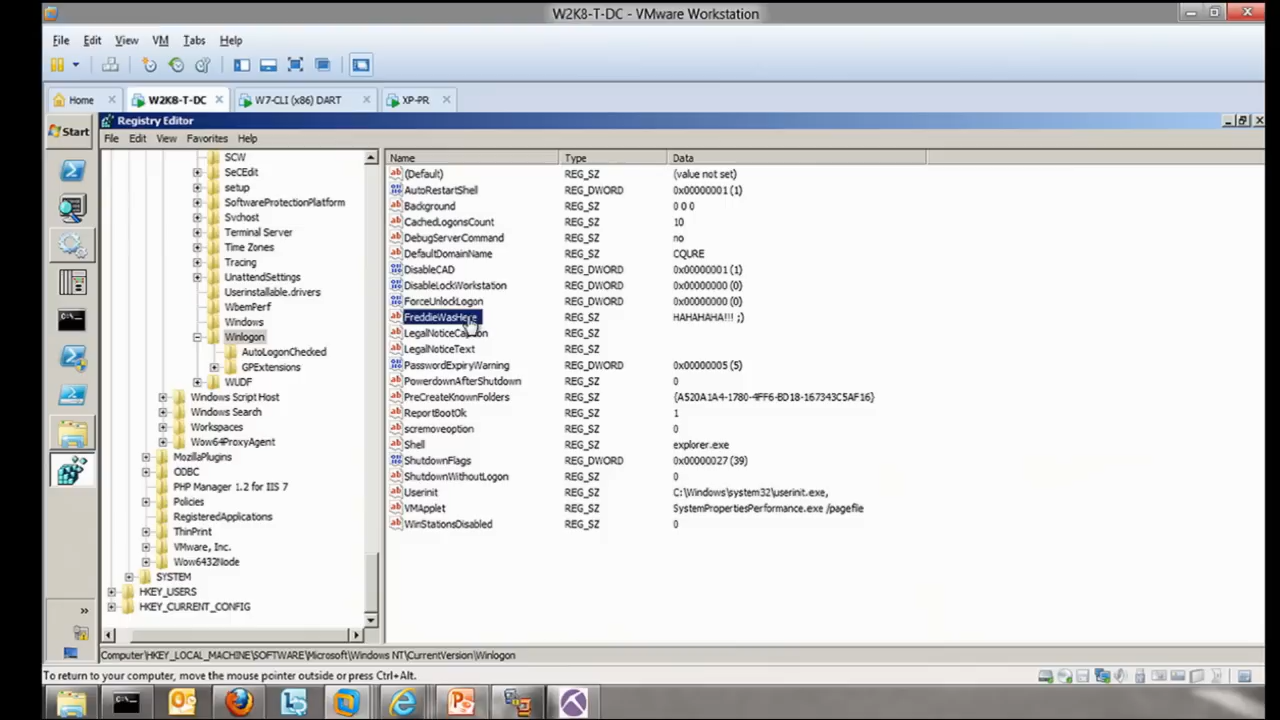 W2K8-T-DC - VMware Workstation
File Edit View VM Tabs Help
Home W2K8-T-DC W7-CLI (x86) DART XP-PR
Start
Registry Editor
File Edit View Favorites Help
SCW
SeCEdit
setup
SoftwareProtectionPlatform
Svchost
Terminal Server
Time Zones
Tracing
UnattendSettings
Userinstallable.drivers
WbemPerf
Windows
Winlogon
AutoLogonChecked
GPExtensions
WUDF
Windows Script Host
Windows Search
Workspaces
Wow64ProxyAgent
MozillaPlugins
ODBC
PHP Manager 1.2 for IIS 7
Policies
RegisteredApplications
ThinPrint
VMware, Inc.
Wow6432Node
SYSTEM
HKEY_USERS
HKEY_CURRENT_CONFIG
Name Type Data
(Default) REG_SZ (value not set)
AutoRestartShell REG_DWORD 0x00000001 (1)
Background REG_SZ 0 0 0
CachedLogonsCount REG_SZ 10
DebugServerCommand REG_SZ no
DefaultDomainName REG_SZ CQURE
DisableCAD REG_DWORD 0x00000001 (1)
DisableLockWorkstation REG_DWORD 0x00000000 (0)
ForceUnlockLogon REG_DWORD 0x00000000 (0)
FreddieWasHere REG_SZ HAHAHAHA!!! ;)
LegalNoticeCaption REG_SZ
LegalNoticeText REG_SZ
PasswordExpiryWarning REG_DWORD 0x00000005 (5)
PowerdownAfterShutdown REG_SZ 0
PreCreateKnownFolders REG_SZ {A520A1A4-1780-4FF6-BD18-167343C5AF16}
ReportBootOk REG_SZ 1
scremoveoption REG_SZ 0
Shell REG_SZ explorer.exe
ShutdownFlags REG_DWORD 0x00000027 (39)
ShutdownWithoutLogon REG_SZ 0
Userinit REG_SZ C:\Windows\system32\userinit.exe,
VMApplet REG_SZ SystemPropertiesPerformance.exe /pagefile
WinStationsDisabled REG_SZ 0
Computer\HKEY_LOCAL_MACHINE\SOFTWARE\Microsoft\Windows NT\CurrentVersion\Winlogon
To return to your computer, move the mouse pointer outside or press Ctrl+Alt.